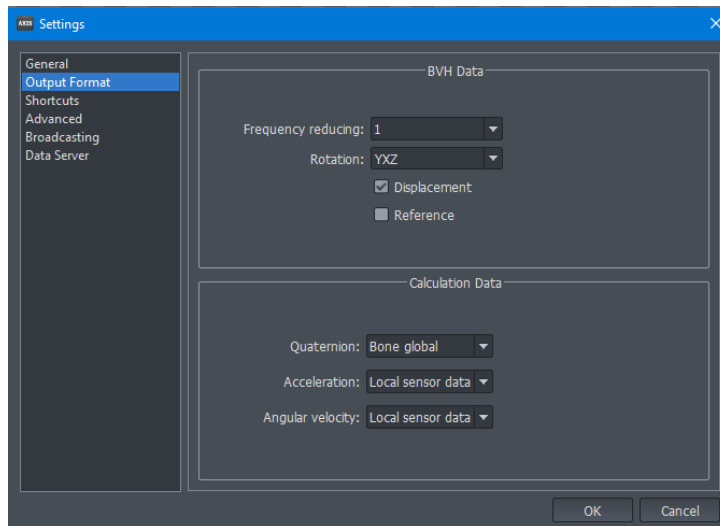 AXIS Settings
General
Output Format
Shortcuts
Advanced
Broadcasting
Data Server
BVH Data
Frequency reducing: 1
Rotation: YXZ
Displacement
Reference
Calculation Data
Quaternion: Bone global
Acceleration: Local sensor data
Angular velocity: Local sensor data
OK Cancel